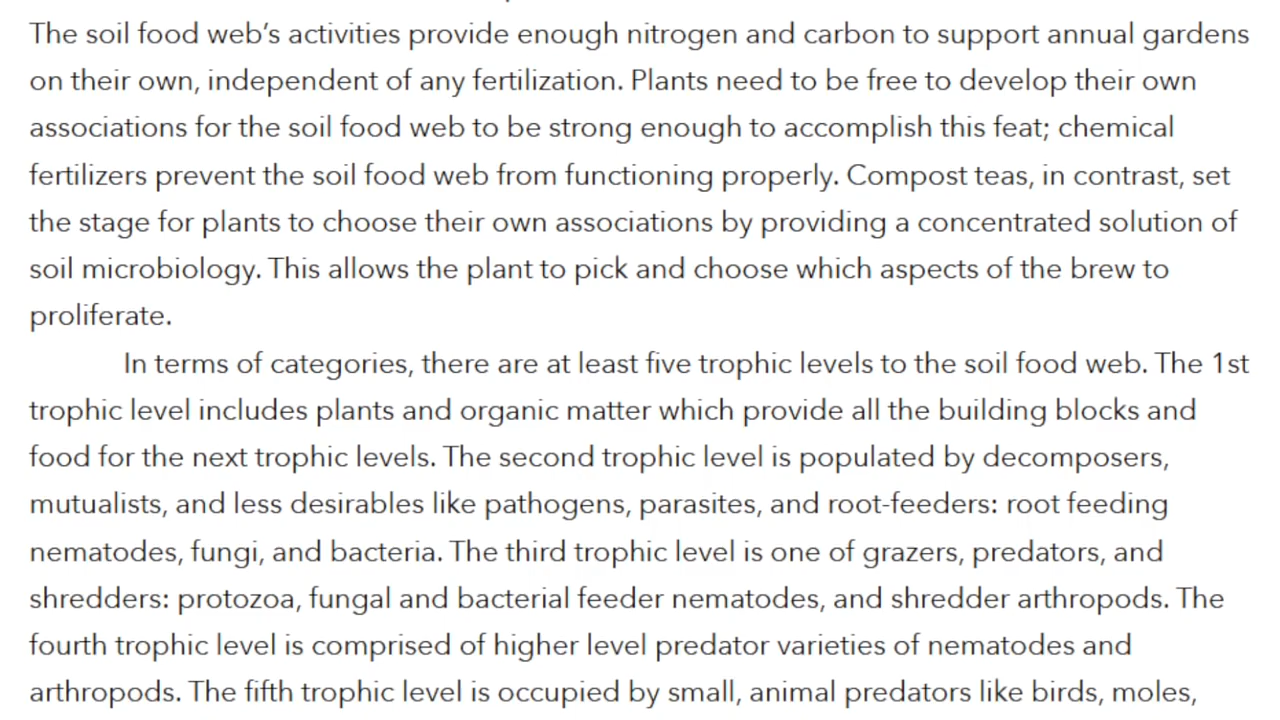 The soil food web's activities provide enough nitrogen and carbon to support annual gardens
on their own, independent of any fertilization. Plants need to be free to develop their own
associations for the soil food web to be strong enough to accomplish this feat; chemical
fertilizers prevent the soil food web from functioning properly. Compost teas, in contrast, set
the stage for plants to choose their own associations by providing a concentrated solution of
soil microbiology. This allows the plant to pick and choose which aspects of the brew to
proliferate.
In terms of categories, there are at least five trophic levels to the soil food web. The 1st
trophic level includes plants and organic matter which provide all the building blocks and
food for the next trophic levels. The second trophic level is populated by decomposers,
mutualists, and less desirables like pathogens, parasites, and root-feeders: root feeding
nematodes, fungi, and bacteria. The third trophic level is one of grazers, predators, and
shredders: protozoa, fungal and bacterial feeder nematodes, and shredder arthropods. The
fourth trophic level is comprised of higher level predator varieties of nematodes and
arthropods. The fifth trophic level is occupied by small, animal predators like birds, moles,